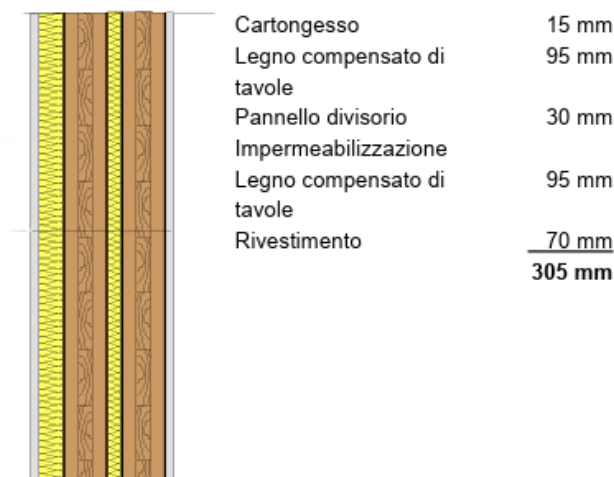 Cartongesso 15 mm
Legno compensato di 95 mm
tavole
Pannello divisorio 30 mm
Impermeabilizzazione
Legno compensato di 95 mm
tavole
Rivestimento 70 mm
305 mm